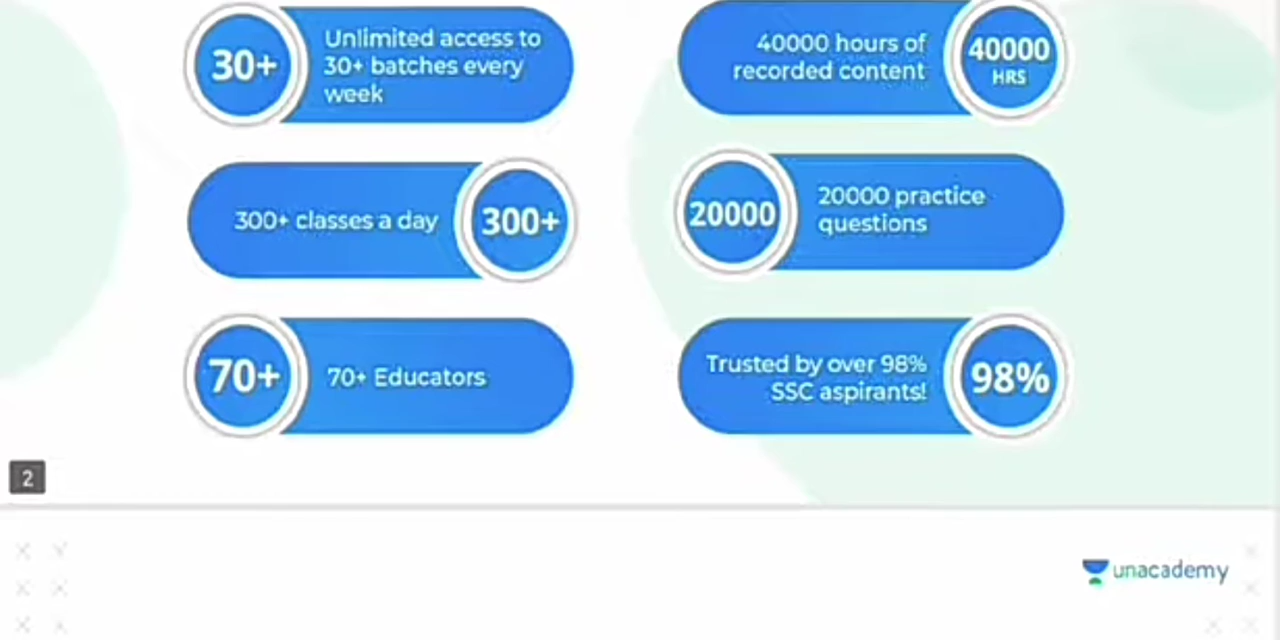 30+
Unlimited access to
30+ batches every
week
40000 hours of
recorded content
40000
HRS
300+ classes a day
300+
20000
20000 practice
questions
70+
70+ Educators
Trusted by over 98%
SSC aspirants!
98%
2
unacademy